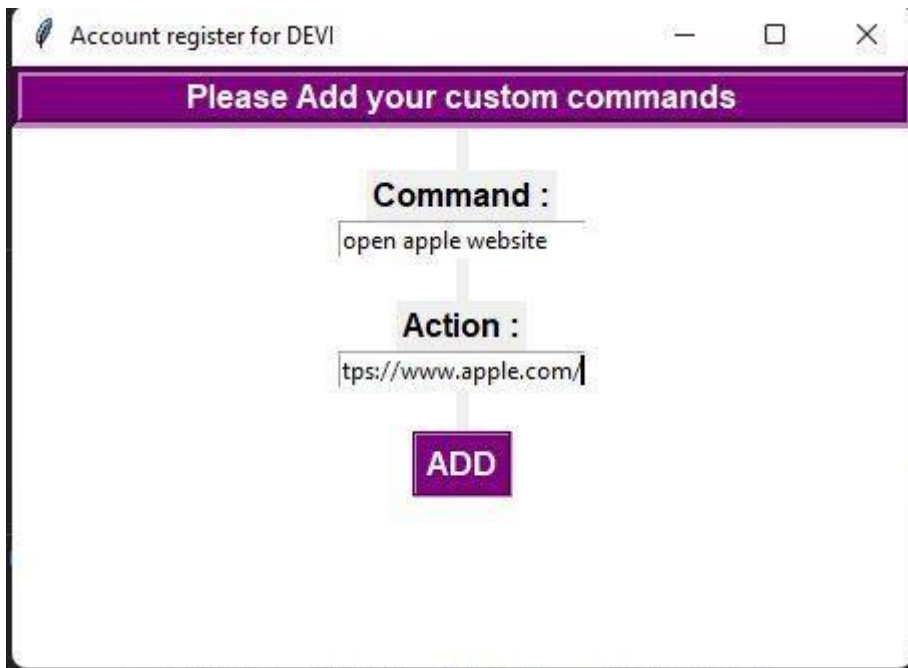 Account register for DEVI
Please Add your custom commands
Command :
open apple website
Action :
tps://www.apple.com/
ADD